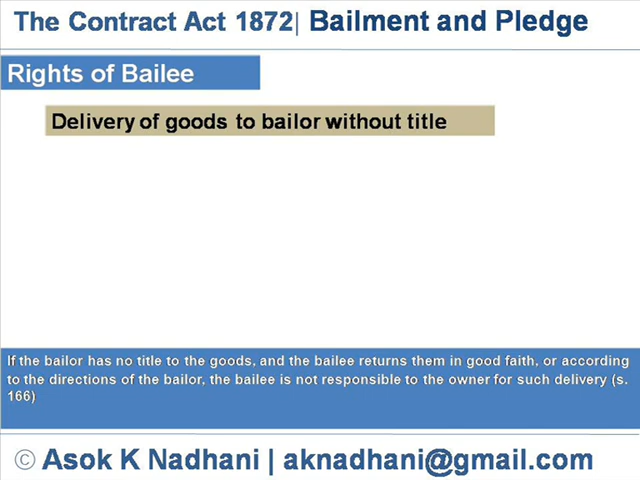 The Contract Act 1872| Bailment and Pledge
Rights of Bailee
Delivery of goods to bailor without title
If the bailor has no title to the goods, and the bailee returns them in good faith, or according
to the directions of the bailor, the bailee is not responsible to the owner for such delivery (s.
166)
© Asok K Nadhani | aknadhani@gmail.com